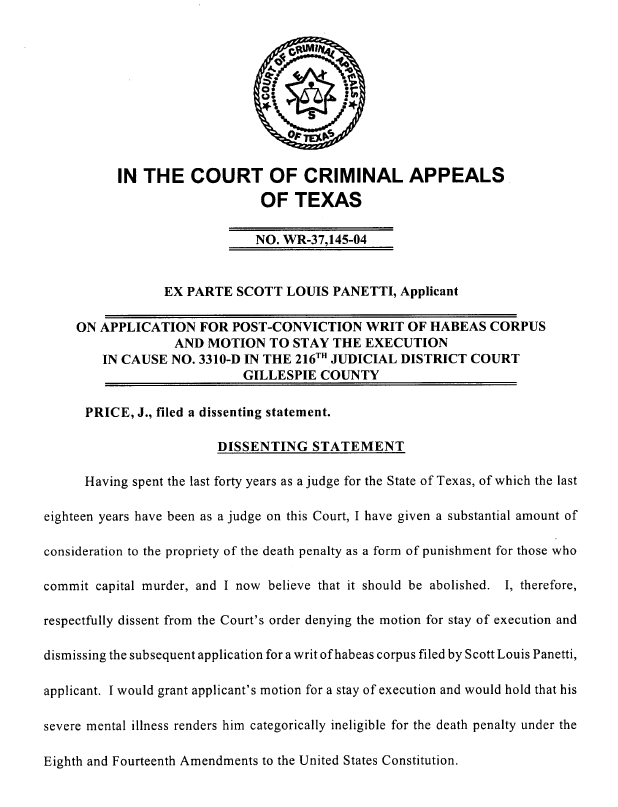 COURT OF CRIMINAL APPEALS
TEXAS
OF TEXAS
IN THE COURT OF CRIMINAL APPEALS
OF TEXAS
NO. WR-37,145-04
EX PARTE SCOTT LOUIS PANETTI, Applicant
ON APPLICATION FOR POST-CONVICTION WRIT OF HABEAS CORPUS
AND MOTION TO STAY THE EXECUTION
IN CAUSE NO. 3310-D IN THE 216TH JUDICIAL DISTRICT COURT
GILLESPIE COUNTY
PRICE, J., filed a dissenting statement.
DISSENTING STATEMENT
Having spent the last forty years as a judge for the State of Texas, of which the last
eighteen years have been as a judge on this Court, I have given a substantial amount of
consideration to the propriety of the death penalty as a form of punishment for those who
commit capital murder, and I now believe that it should be abolished. I, therefore,
respectfully dissent from the Court's order denying the motion for stay of execution and
dismissing the subsequent application for a writ of habeas corpus filed by Scott Louis Panetti,
applicant. I would grant applicant's motion for a stay of execution and would hold that his
severe mental illness renders him categorically ineligible for the death penalty under the
Eighth and Fourteenth Amendments to the United States Constitution.